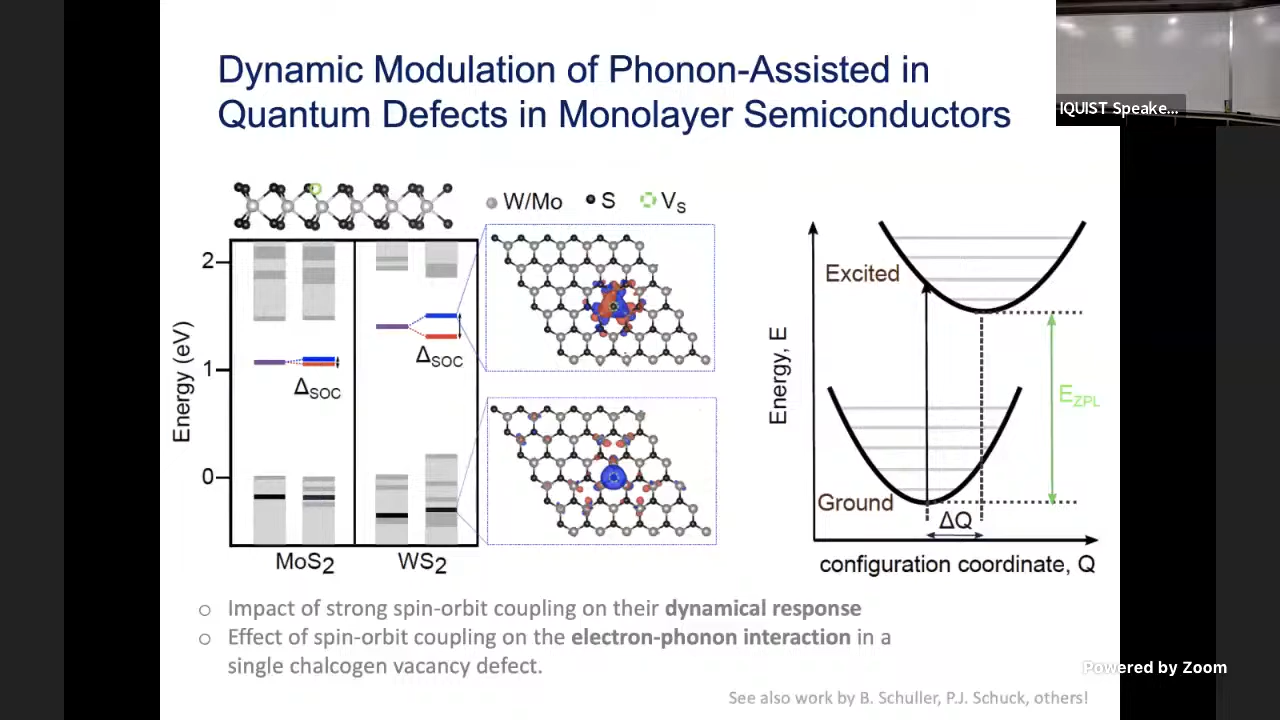 Dynamic Modulation of Phonon-Assisted in
Quantum Defects in Monolayer Semiconductors
IQUIST Speake...
W/Mo
S
V_S
2
1
0
Energy (eV)
Δ_SOC
Δ_SOC
MoS₂
WS₂
Energy, E
Excited
Ground
E_ZPL
ΔQ
configuration coordinate, Q
○ Impact of strong spin-orbit coupling on their dynamical response
○ Effect of spin-orbit coupling on the electron-phonon interaction in a
single chalcogen vacancy defect.
Powered by Zoom
See also work by B. Schuller, P.J. Schuck, others!